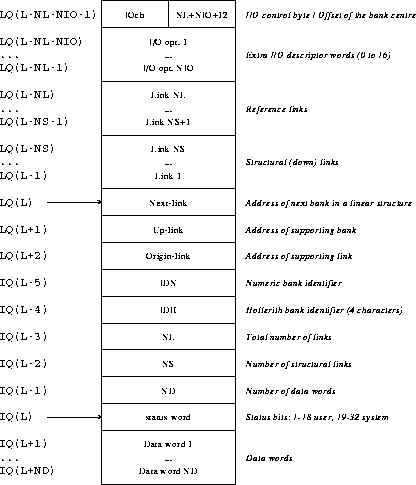 LQ(L-NL-NIO-1) IOcb NL+NIO+12 I/O control byte / Offset of the bank centre
LQ(L-NL-NIO) I/O opt. 1
... ... Extra I/O descriptor words (0 to 16)
LQ(L-NL-1) I/O opt. NIO
LQ(L-NL) Link NL
... ... Reference links
LQ(L-NS-1) Link NS+1
LQ(L-NS) Link NS
... ... Structural (down) links
LQ(L-1) Link 1
LQ(L) Next-link Address of next bank in a linear structure
LQ(L+1) Up-link Address of supporting bank
LQ(L+2) Origin-link Address of supporting link
IQ(L-5) IDN Numeric bank identifier
IQ(L-4) IDH Hollerith bank identifier (4 characters)
IQ(L-3) NL Total number of links
IQ(L-2) NS Number of structural links
IQ(L-1) ND Number of data words
IQ(L) status word Status bits: 1-18 user, 19-32 system
IQ(L+1) Data word 1
... ... Data words
IQ(L+ND) Data word ND